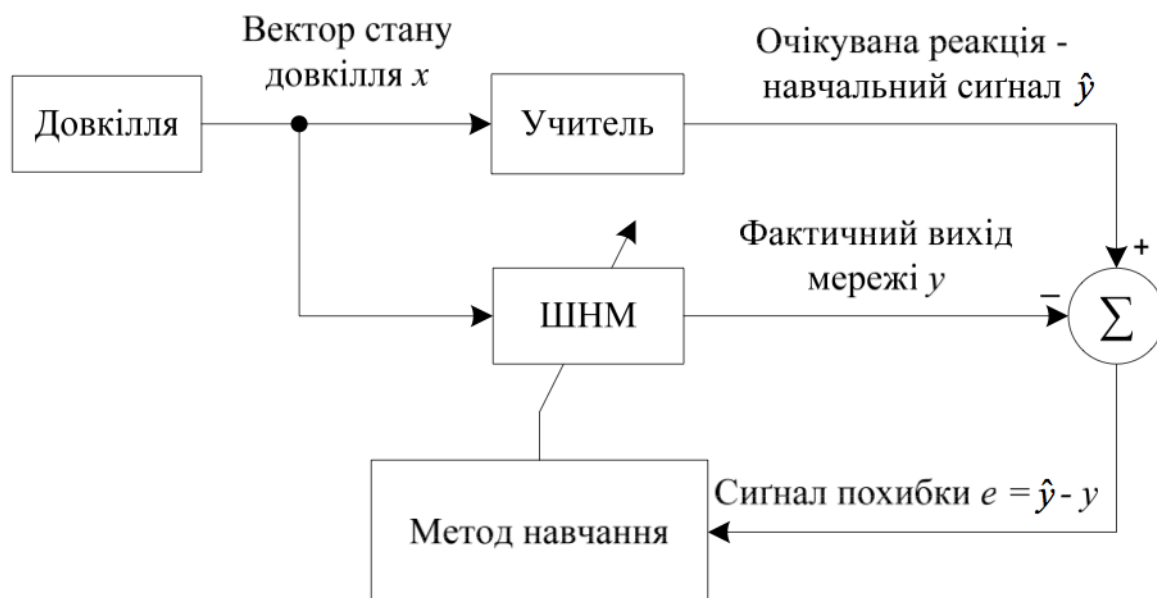 Вектор стану
довкілля x
Очікувана реакція -
навчальний сиґнал ŷ
Довкілля
Учитель
Фактичний вихід
мережі y
+
−
ШНМ
Σ
Сиґнал похибки e = ŷ - y
Метод навчання